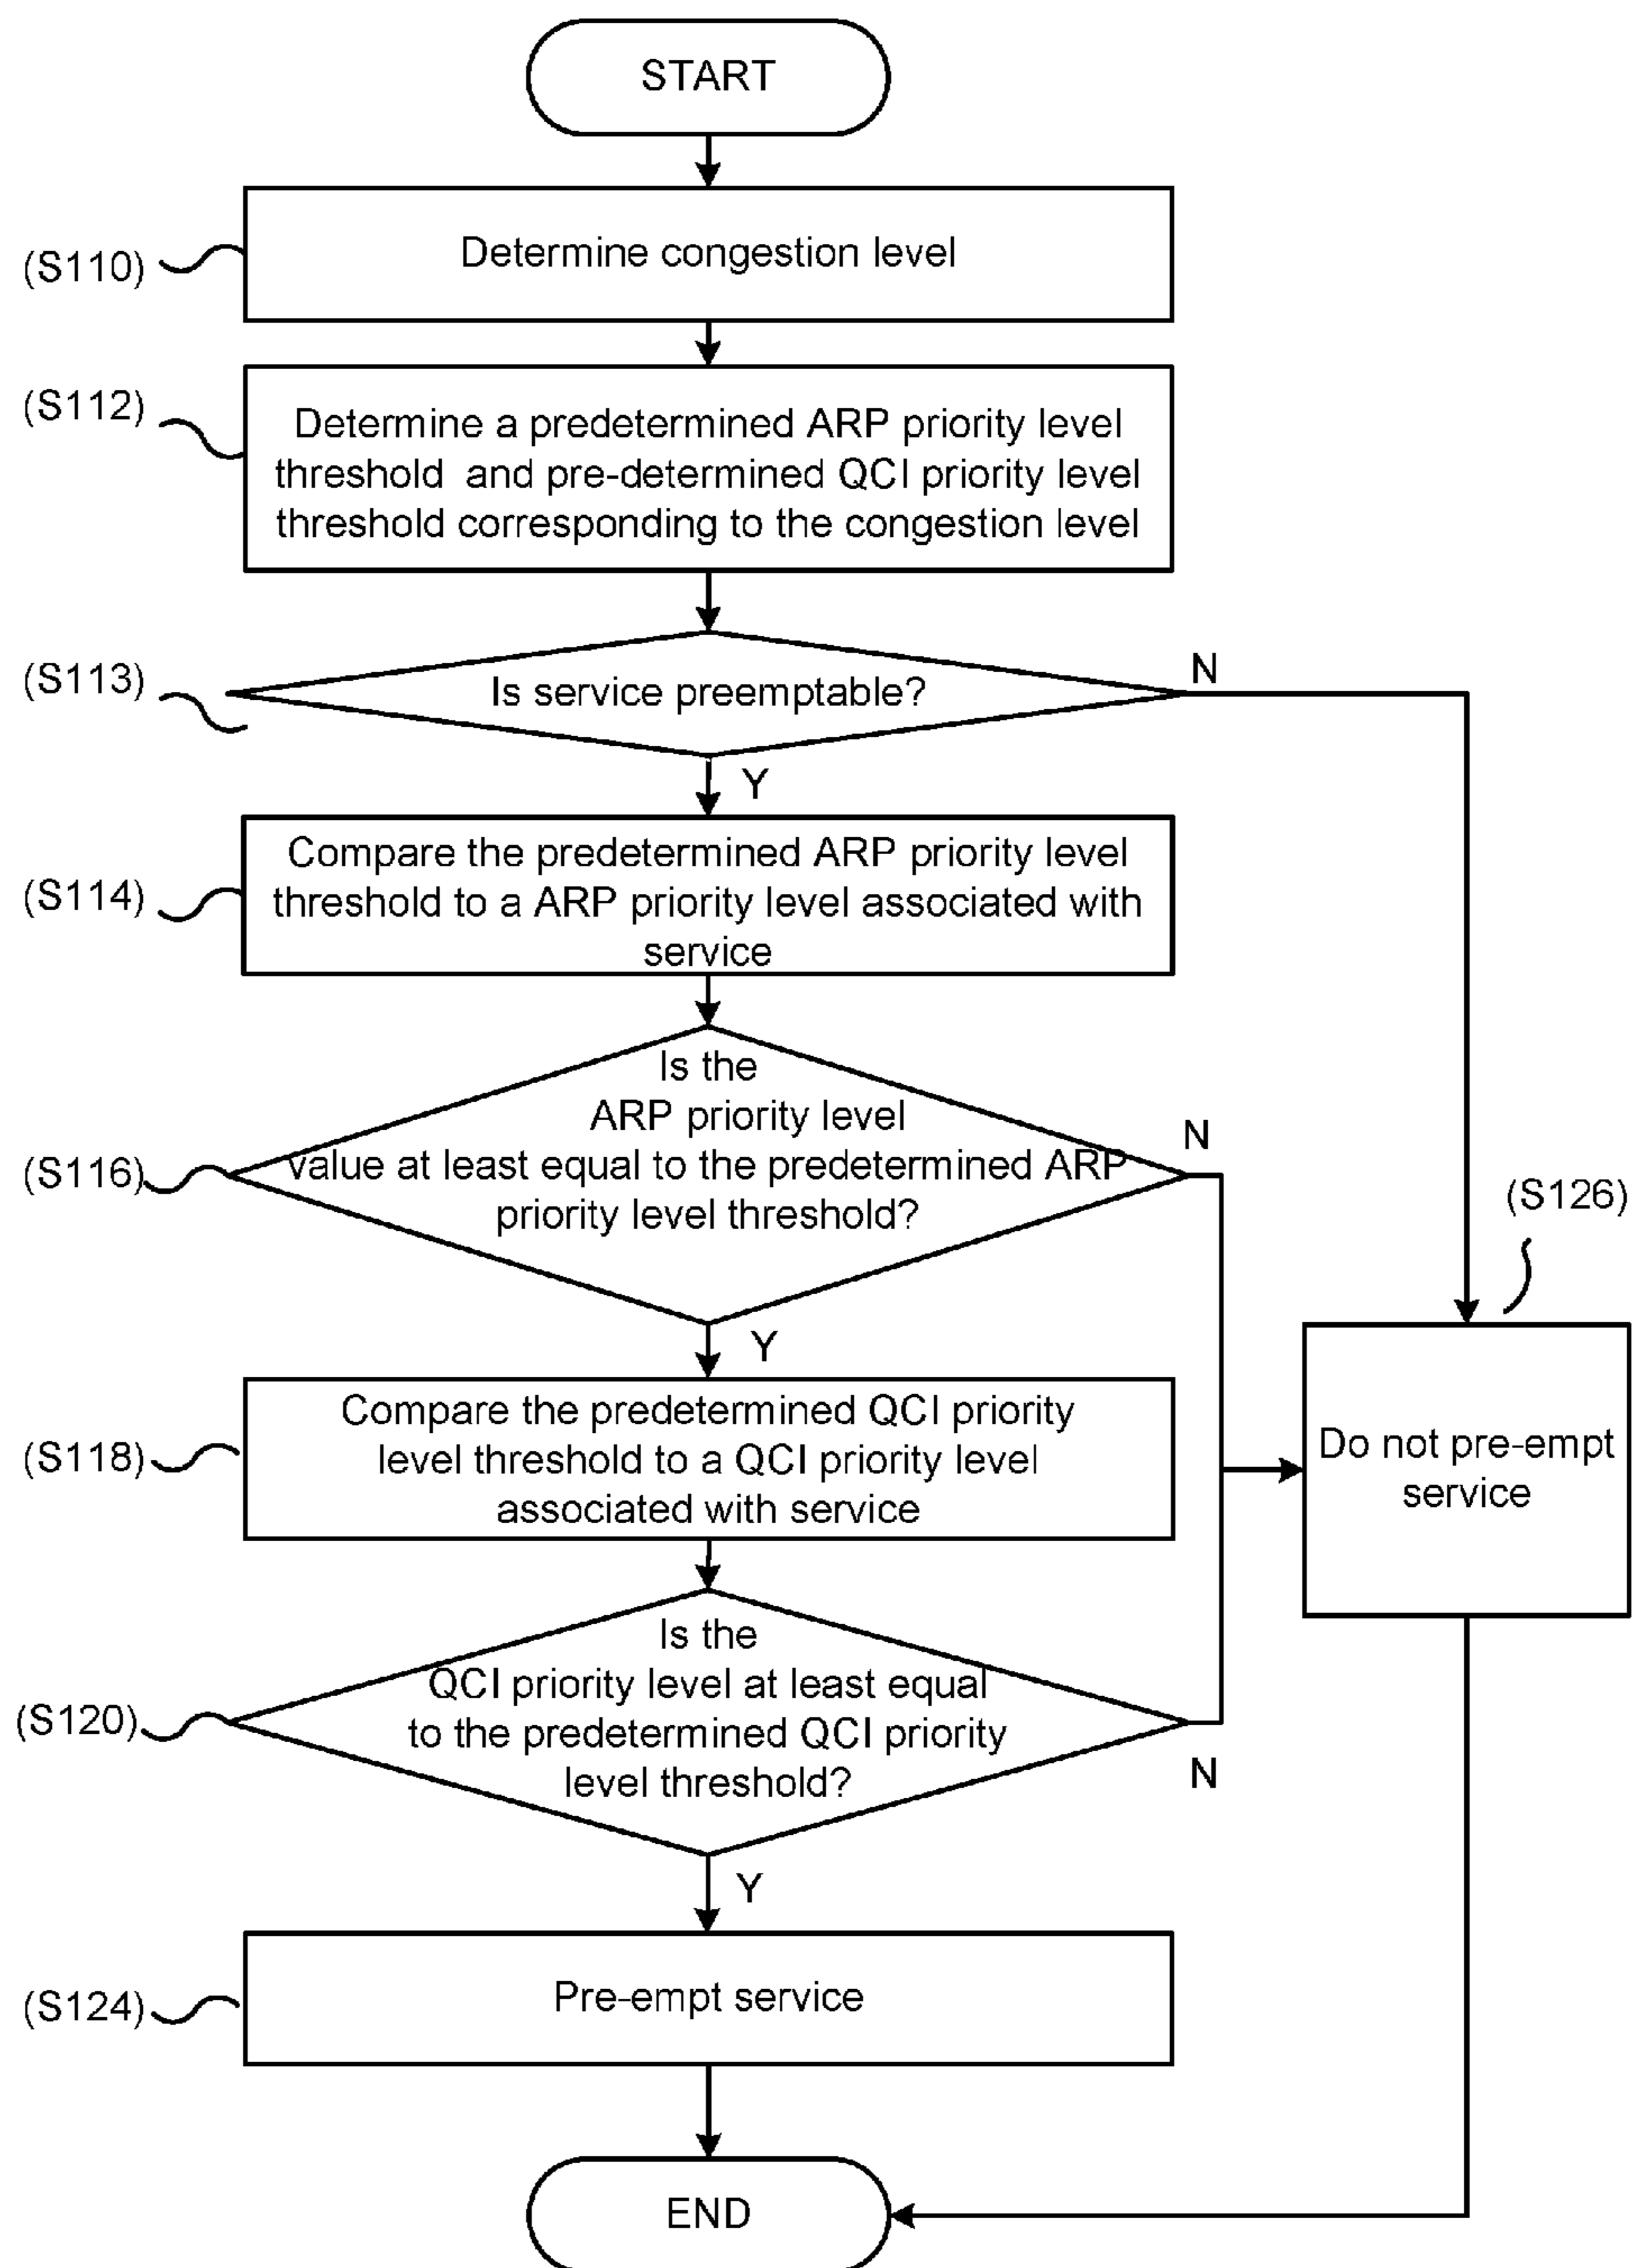 START
(S110)
Determine congestion level
(S112)
Determine a predetermined ARP priority level
threshold and pre-determined QCI priority level
threshold corresponding to the congestion level
(S113)
Is service preemptable?
N
Y
(S114)
Compare the predetermined ARP priority level
threshold to a ARP priority level associated with
service
(S116)
Is the
ARP priority level
value at least equal to the predetermined ARP
priority level threshold?
N
Y
(S126)
Do not pre-empt
service
(S118)
Compare the predetermined QCI priority
level threshold to a QCI priority level
associated with service
(S120)
Is the
QCI priority level at least equal
to the predetermined QCI priority
level threshold?
N
Y
(S124)
Pre-empt service
END